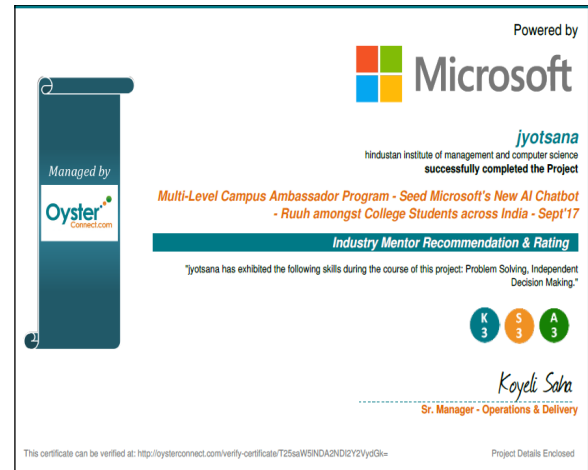 Powered by
Microsoft
Managed by
Oyster
Connect.com
jyotsana
hindustan institute of management and computer science
successfully completed the Project
Multi-Level Campus Ambassador Program - Seed Microsoft's New AI Chatbot
- Ruuh amongst College Students across India - Sept'17
Industry Mentor Recommendation & Rating
"jyotsana has exhibited the following skills during the course of this project: Problem Solving, Independent
Decision Making."
K S A
3 3 3
Koyeli Saha
Sr. Manager - Operations & Delivery
This certificate can be verified at: http://oysterconnect.com/verify-certificate/T25saW5lNDA2NDI2Y2VydGk=
Project Details Enclosed